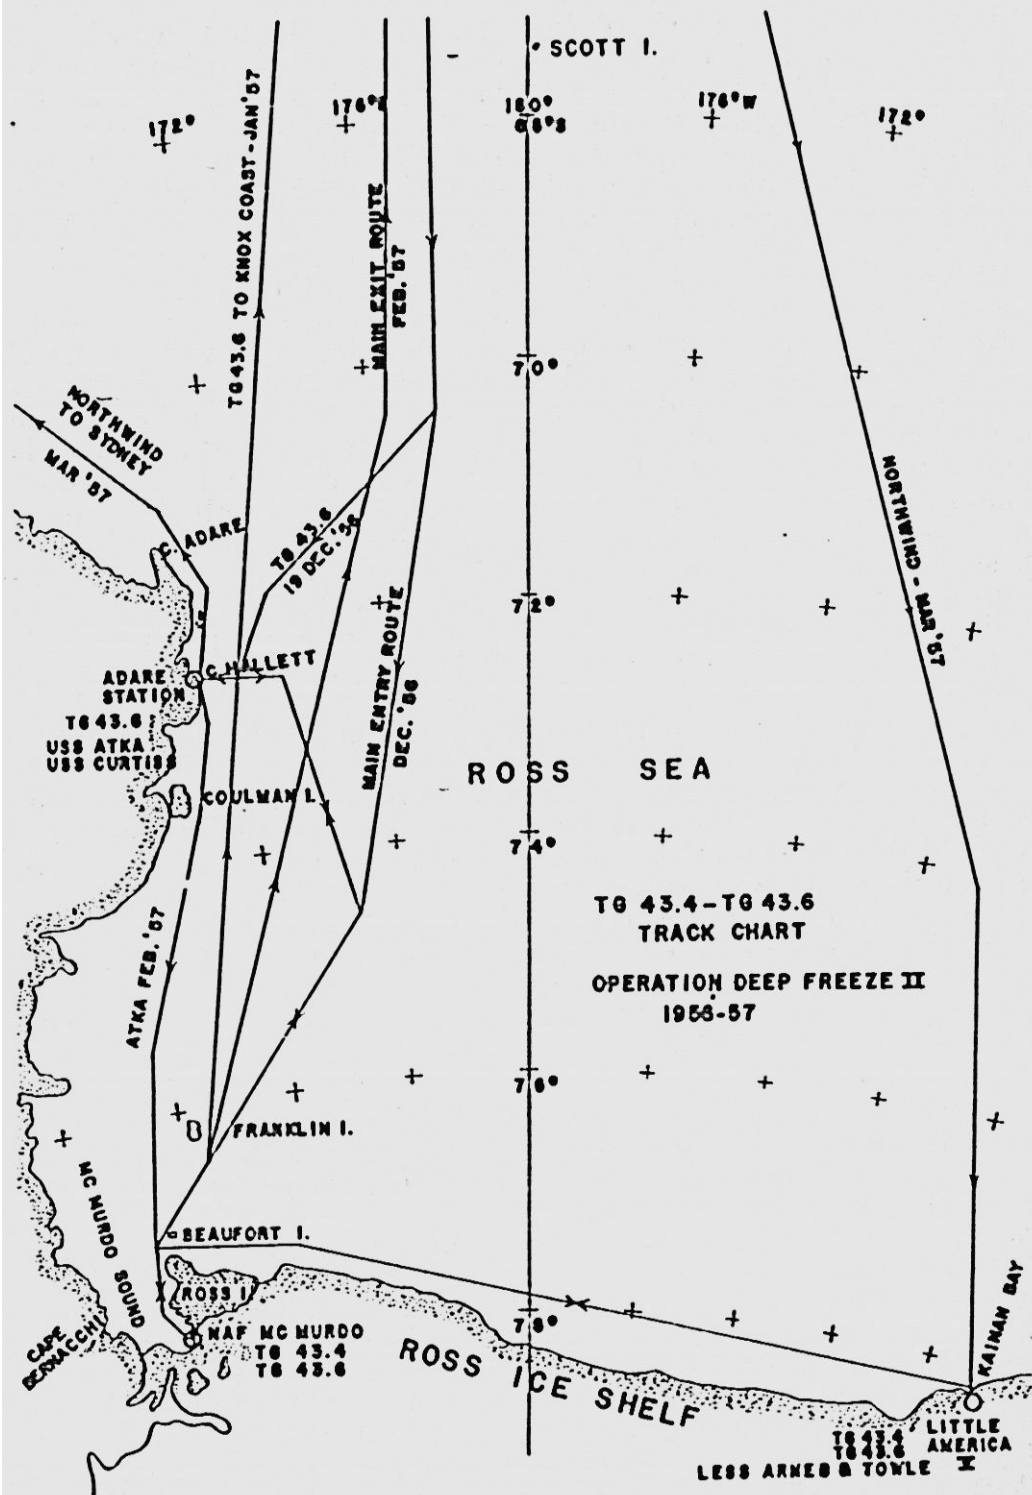 SCOTT I.
172°
176°E
180°
68°S
176°W
172°
TG 43.6 TO KNOX COAST-JAN '57
MAIN EXIT ROUTE
FEB. '57
70°
NORTHWIND
TO SYDNEY
MAR '57
C. ADARE
TG 43.6
19 DEC. '56
NORTHWIND - MAR '57
72°
MAIN ENTRY ROUTE
DEC. '56
C. HALLETT
ADARE
STATION
TG 43.6
USS ATKA
USS CURTISS
COULMAN I.
ROSS SEA
74°
TG 43.4-TG 43.6
TRACK CHART
OPERATION DEEP FREEZE II
1956-57
ATKA FEB. '57
76°
FRANKLIN I.
MC MURDO SOUND
BEAUFORT I.
ROSS I.
78°
CAPE
BERNACCHI
NAF MC MURDO
TG 43.4
TG 43.6
ROSS ICE SHELF
KAINAN BAY
TG 43.4
TG 43.6
LITTLE
AMERICA
V
LESS ARNEB & TOWLE